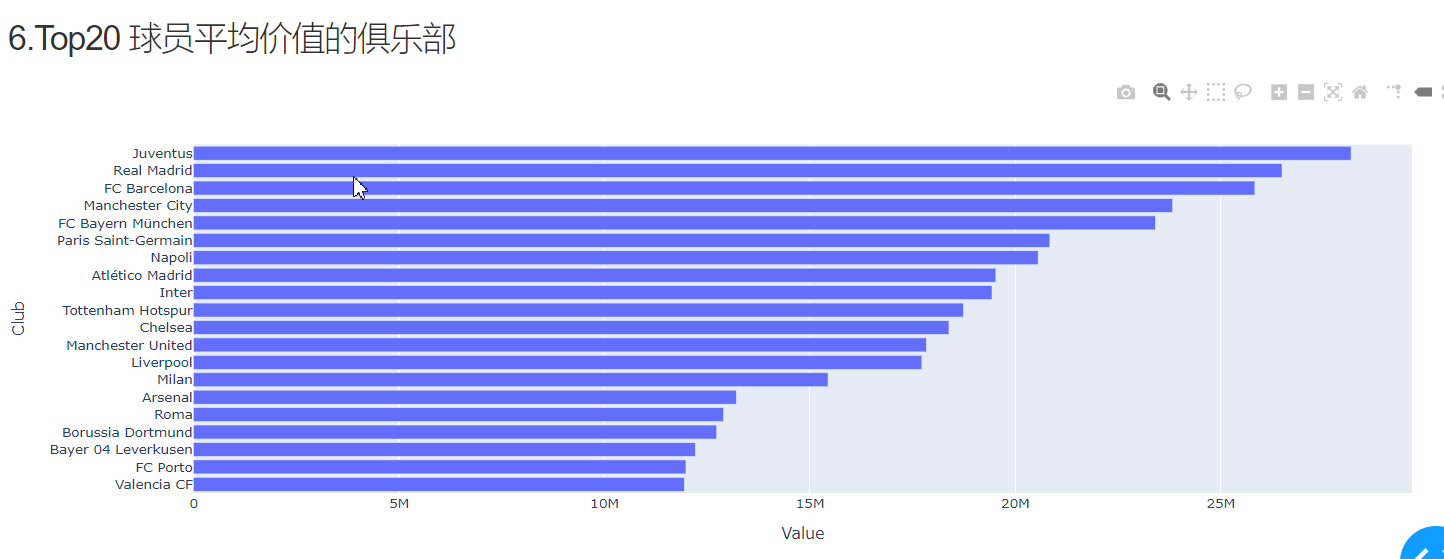 6.Top20 球员平均价值的俱乐部
Juventus
Real Madrid
FC Barcelona
Manchester City
FC Bayern München
Paris Saint-Germain
Napoli
Atlético Madrid
Inter
Tottenham Hotspur
Chelsea
Manchester United
Liverpool
Milan
Arsenal
Roma
Borussia Dortmund
Bayer 04 Leverkusen
FC Porto
Valencia CF
Club
0 5M 10M 15M 20M 25M
Value